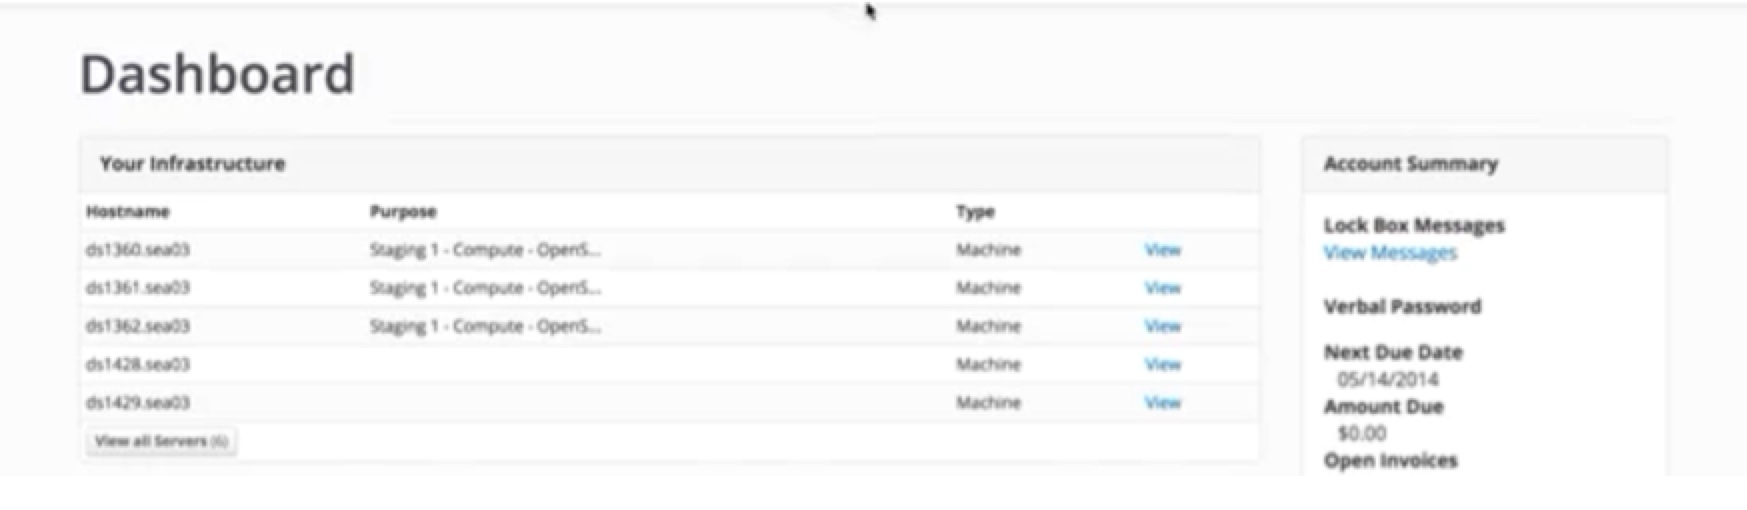 Dashboard
Your Infrastructure
Hostname Purpose Type
ds1360.sea03 Staging 1 - Compute - OpenS... Machine View
ds1361.sea03 Staging 1 - Compute - OpenS... Machine View
ds1362.sea03 Staging 1 - Compute - OpenS... Machine View
ds1428.sea03 Machine View
ds1429.sea03 Machine View
View all Servers (6)
Account Summary
Lock Box Messages
View Messages
Verbal Password
Next Due Date
05/14/2014
Amount Due
$0.00
Open Invoices